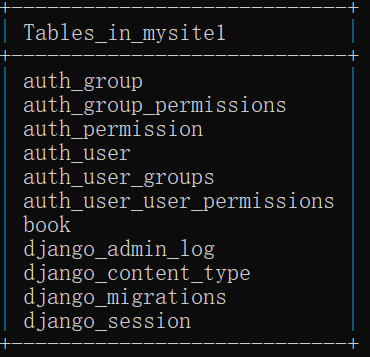 Tables_in_mysite1
auth_group
auth_group_permissions
auth_permission
auth_user
auth_user_groups
auth_user_user_permissions
book
django_admin_log
django_content_type
django_migrations
django_session